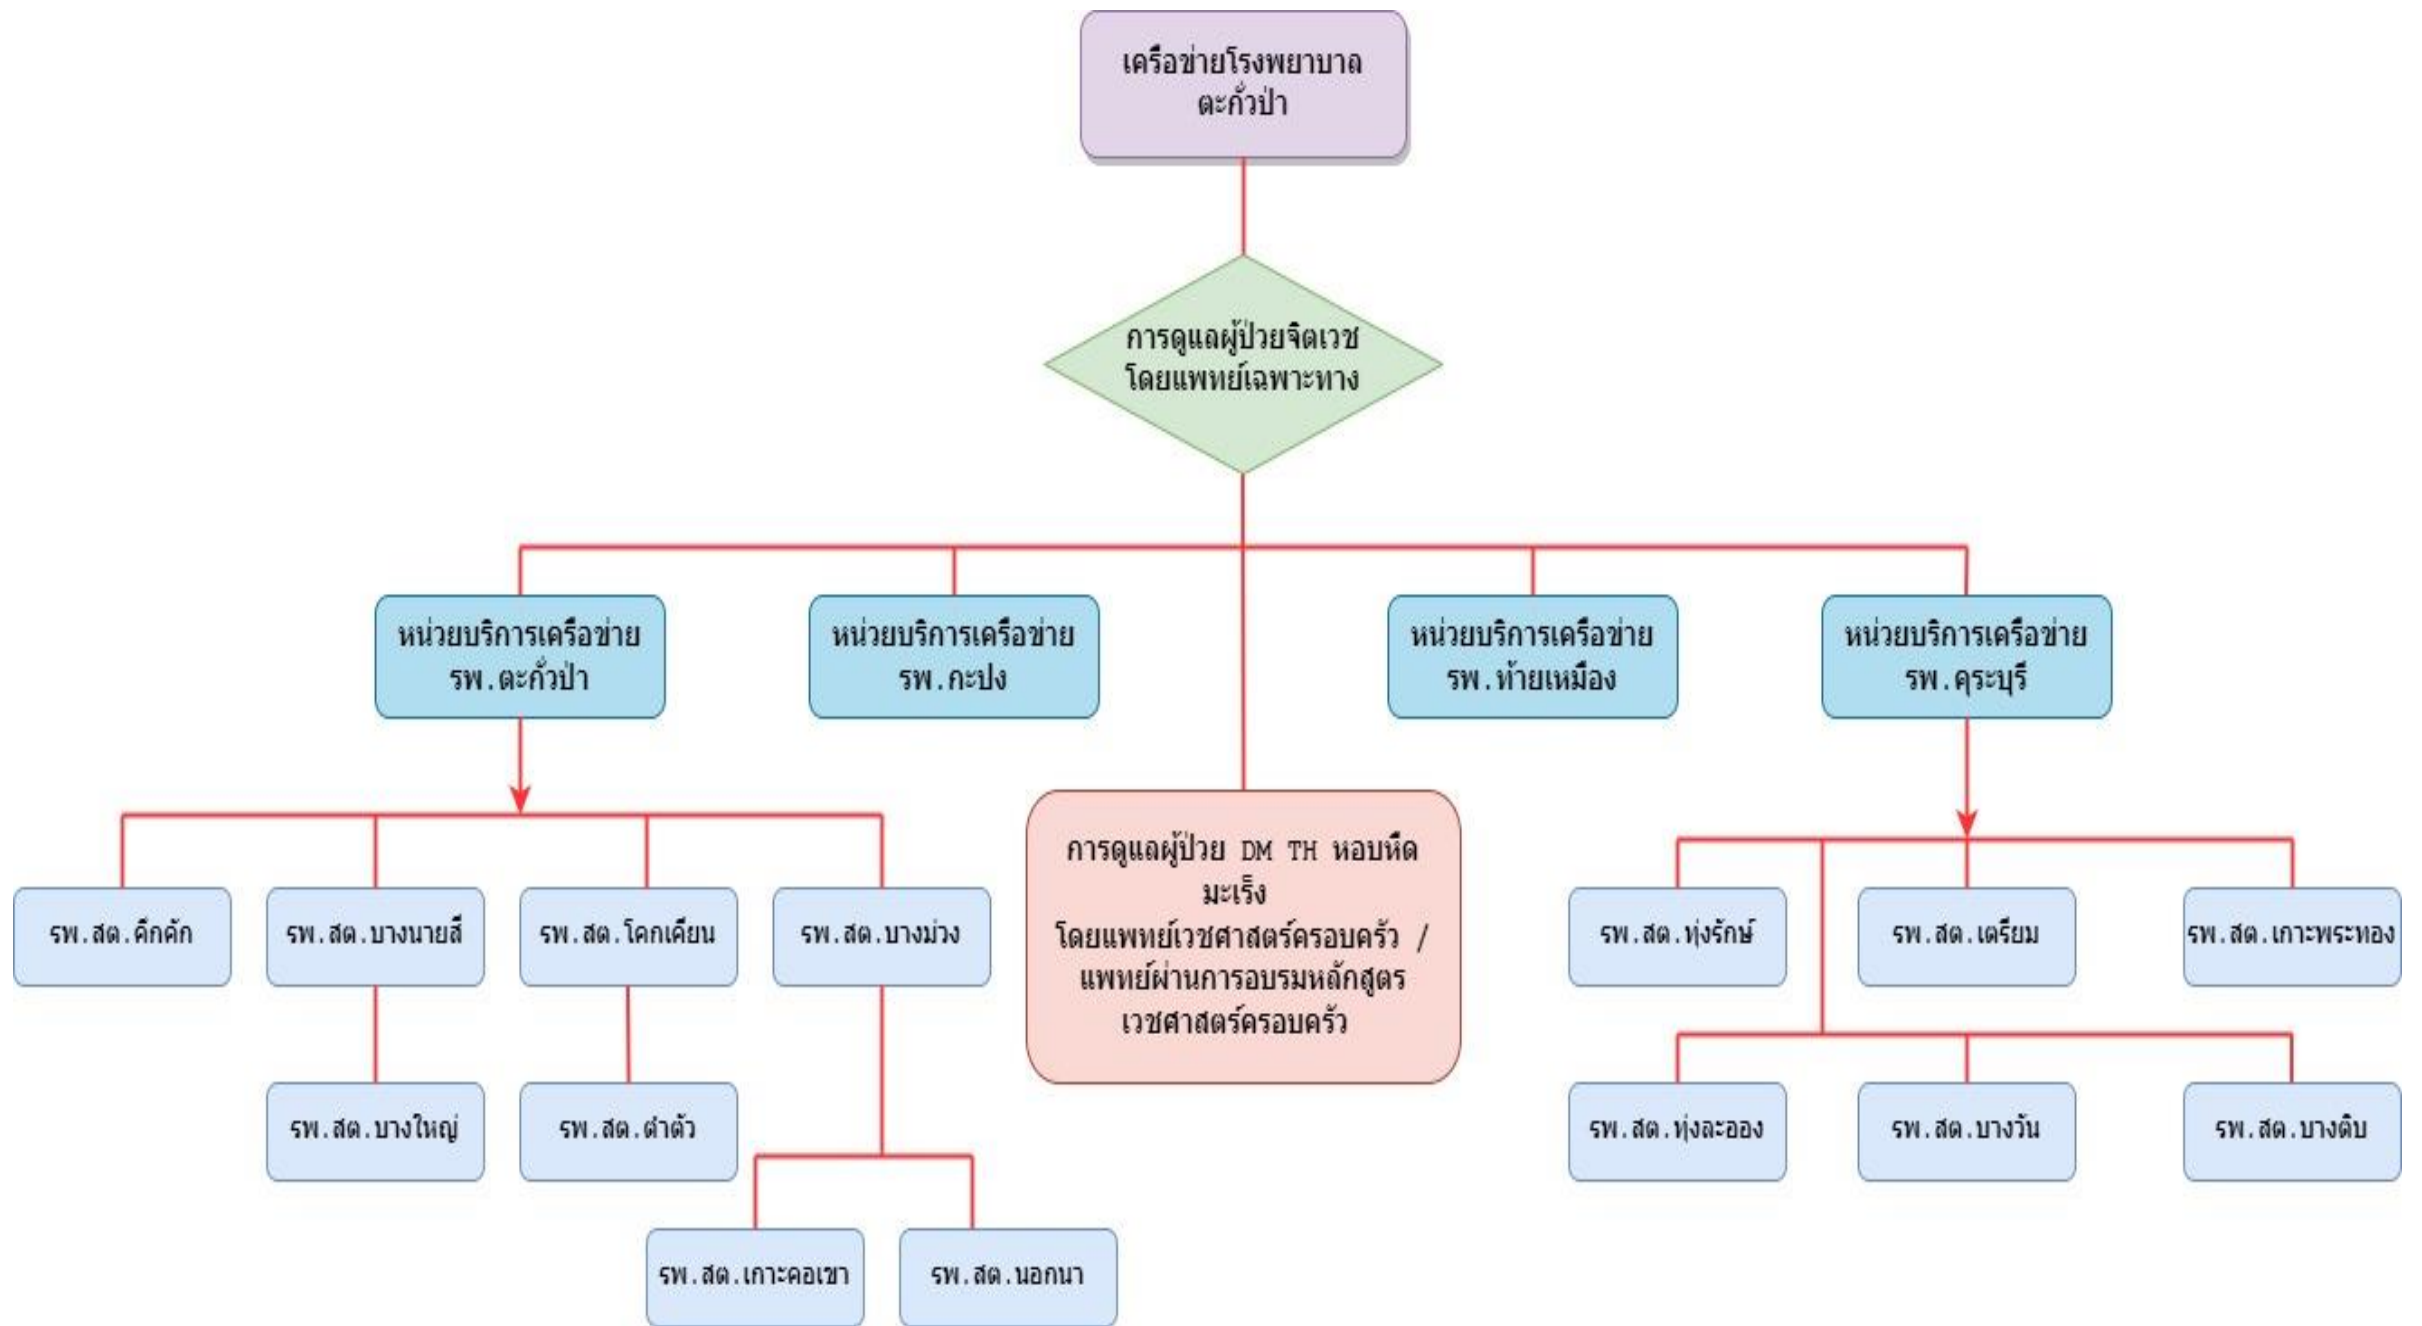 เครือข่ายโรงพยาบาล
ตะกั่วป่า
การดูแลผู้ป่วยจิตเวช
โดยแพทย์เฉพาะทาง
หน่วยบริการเครือข่าย
รพ.ตะกั่วป่า
หน่วยบริการเครือข่าย
รพ.กะปง
หน่วยบริการเครือข่าย
รพ.ท้ายเหมือง
หน่วยบริการเครือข่าย
รพ.คุระบุรี
การดูแลผู้ป่วย DM TH หอบหืด
มะเร็ง
โดยแพทย์เวชศาสตร์ครอบครัว /
แพทย์ผ่านการอบรมหลักสูตร
เวชศาสตร์ครอบครัว
รพ.สต.คึกคัก
รพ.สต.บางนายสี
รพ.สต.โคกเคียน
รพ.สต.บางม่วง
รพ.สต.ทุ่งรักษ์
รพ.สต.เตรียม
รพ.สต.เกาะพระทอง
รพ.สต.บางใหญ่
รพ.สต.ตำตัว
รพ.สต.ทุ่งละออง
รพ.สต.บางวัน
รพ.สต.บางติบ
รพ.สต.เกาะคอเขา
รพ.สต.นอกนา